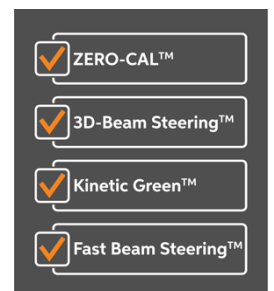 ZERO-CAL™
3D-Beam Steering™
Kinetic Green™
Fast Beam Steering™